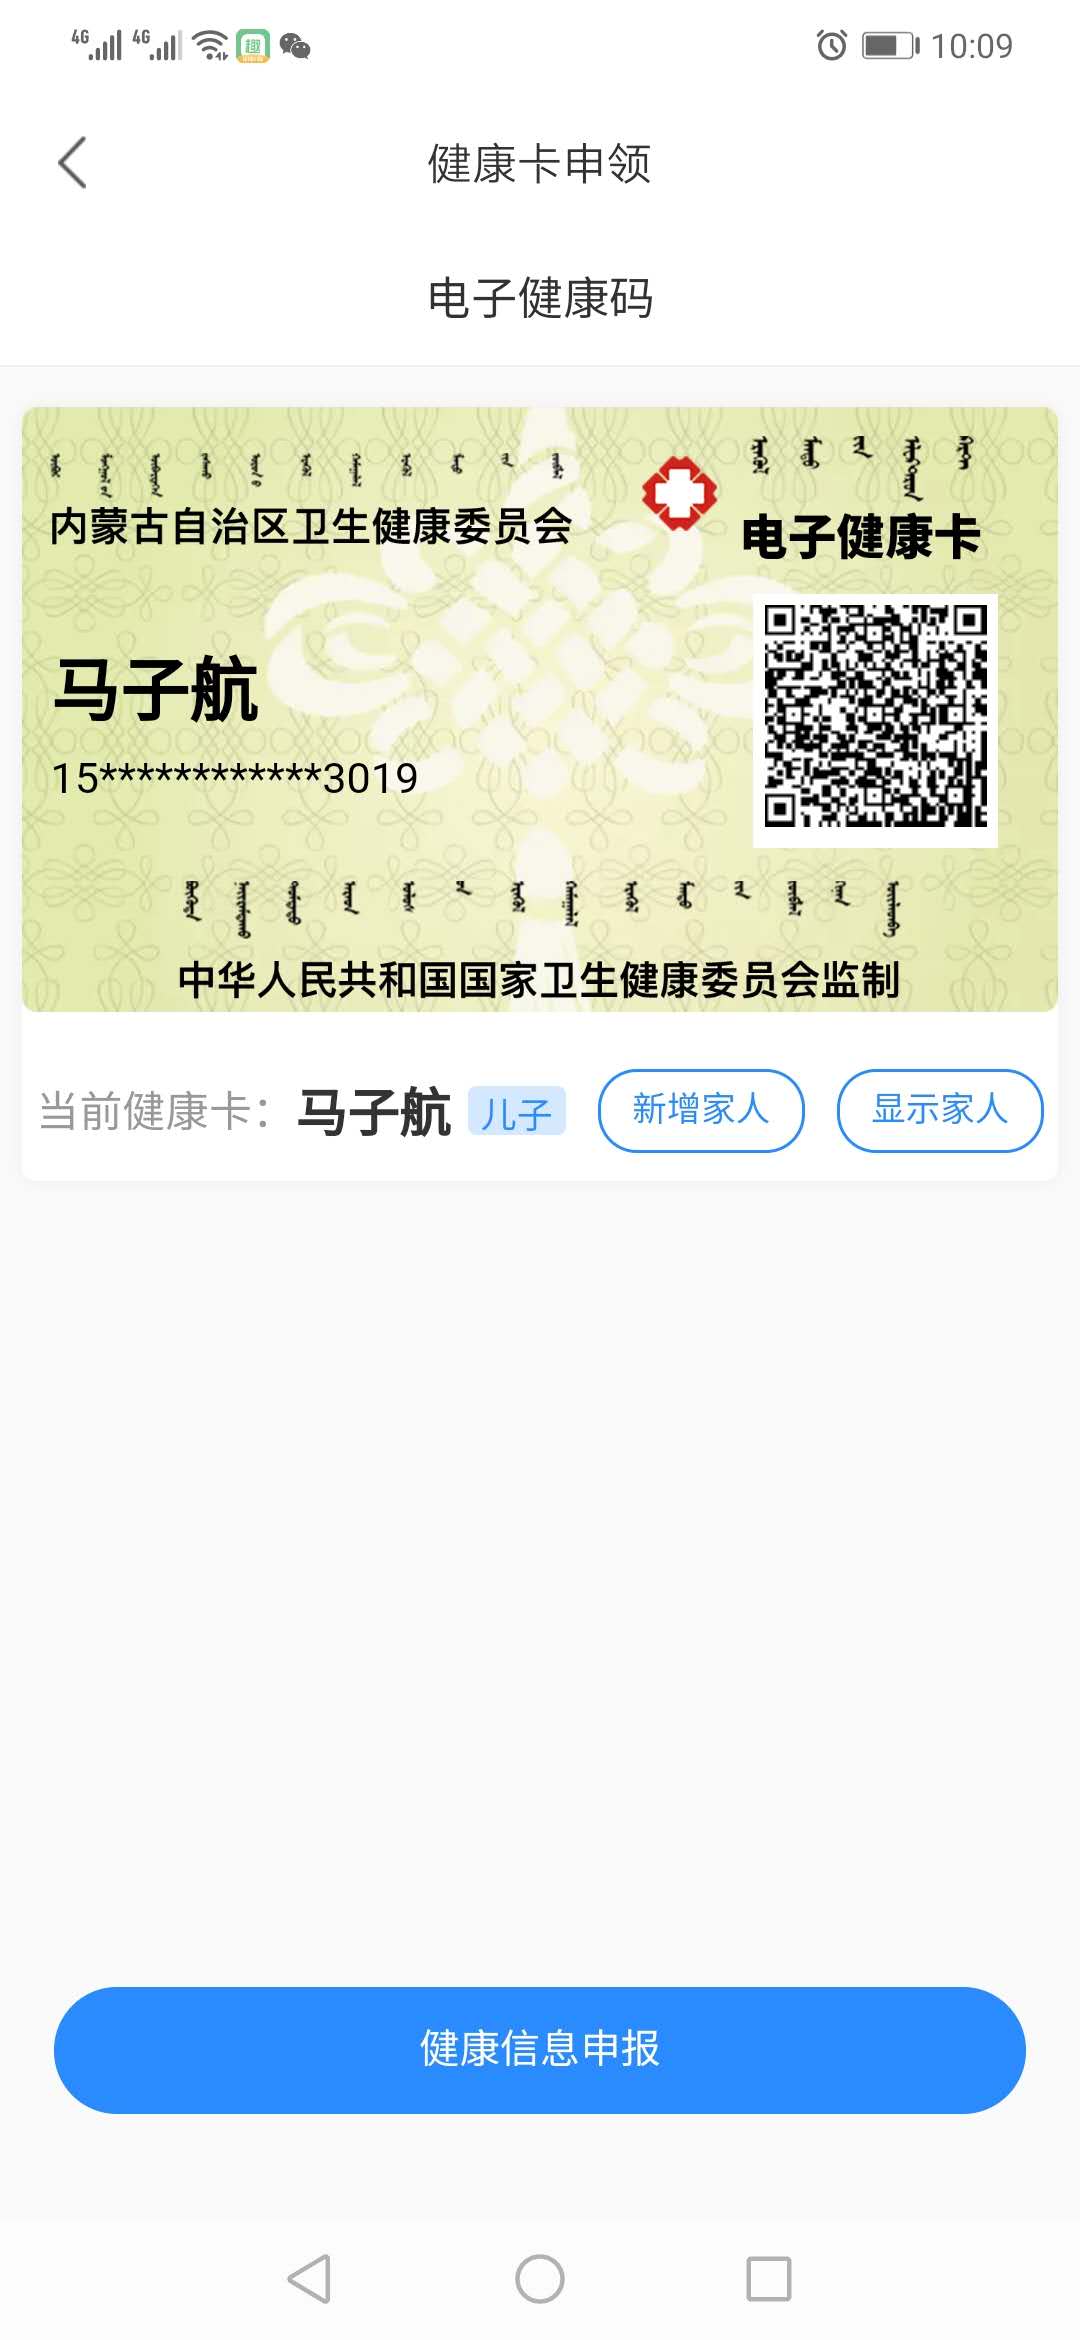 4G 4G 趣 10:09
健康卡申领
电子健康码
内蒙古自治区卫生健康委员会
电子健康卡
马子航
15************3019
中华人民共和国国家卫生健康委员会监制
当前健康卡： 马子航 儿子 新增家人 显示家人
健康信息申报